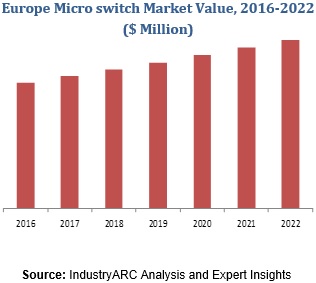 Europe Micro switch Market Value, 2016-2022
($ Million)
2016 2017 2018 2019 2020 2021 2022
Source: IndustryARC Analysis and Expert Insights